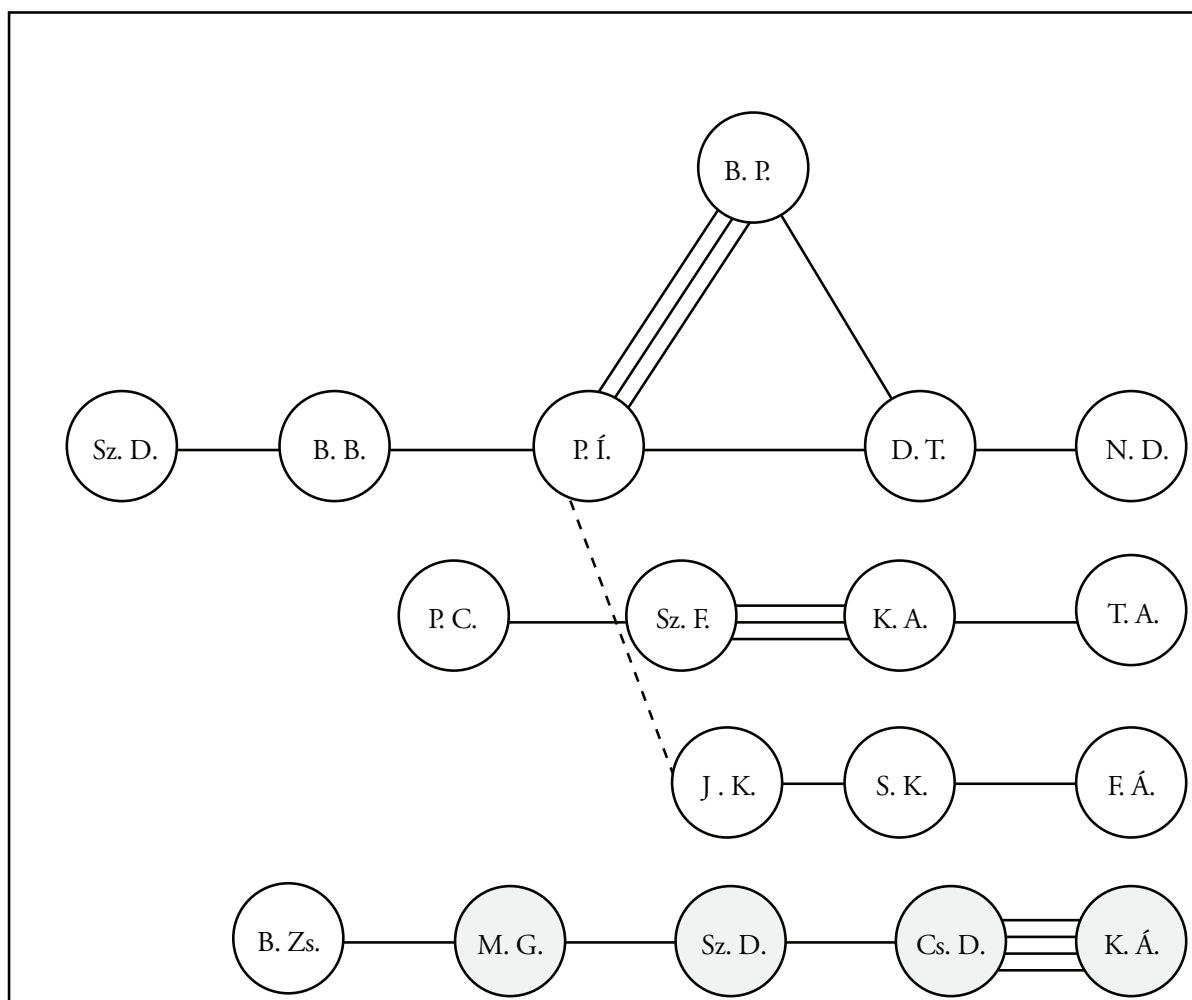 B. P.
Sz. D.
B. B.
P. Í.
D. T.
N. D.
P. C.
Sz. F.
K. A.
T. A.
J . K.
S. K.
F. Á.
B. Zs.
M. G.
Sz. D.
Cs. D.
K. Á.